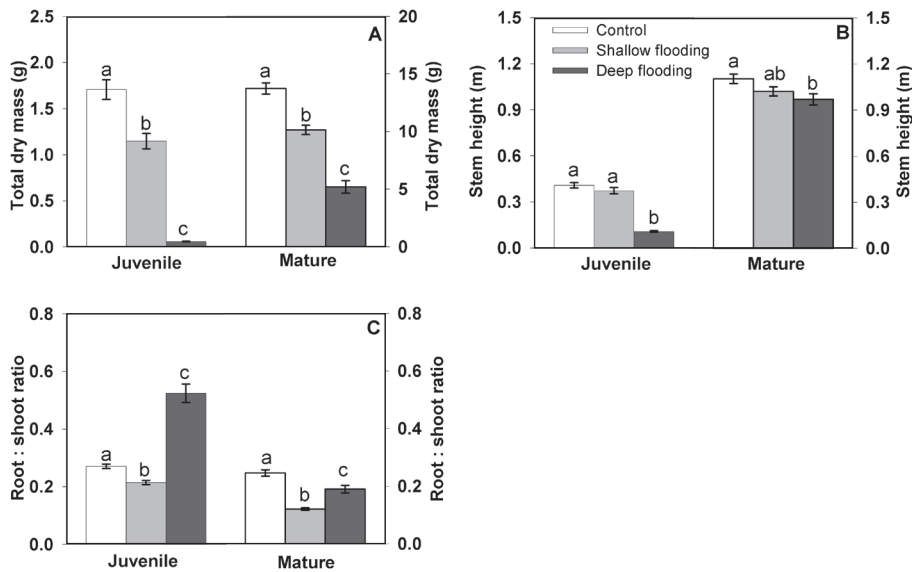 A
Total dry mass (g)
2.5
2.0
1.5
1.0
0.5
0.0
a
b
c
a
b
c
20
15
10
5
0
Total dry mass (g)
Juvenile
Mature
B
Stem height (m)
1.5
1.2
0.9
0.6
0.3
0.0
Control
Shallow flooding
Deep flooding
a
a
b
a
ab
b
1.5
1.2
0.9
0.6
0.3
0.0
Stem height (m)
Juvenile
Mature
C
Root : shoot ratio
0.8
0.6
0.4
0.2
0.0
a
b
c
a
b
c
0.8
0.6
0.4
0.2
0.0
Root : shoot ratio
Juvenile
Mature